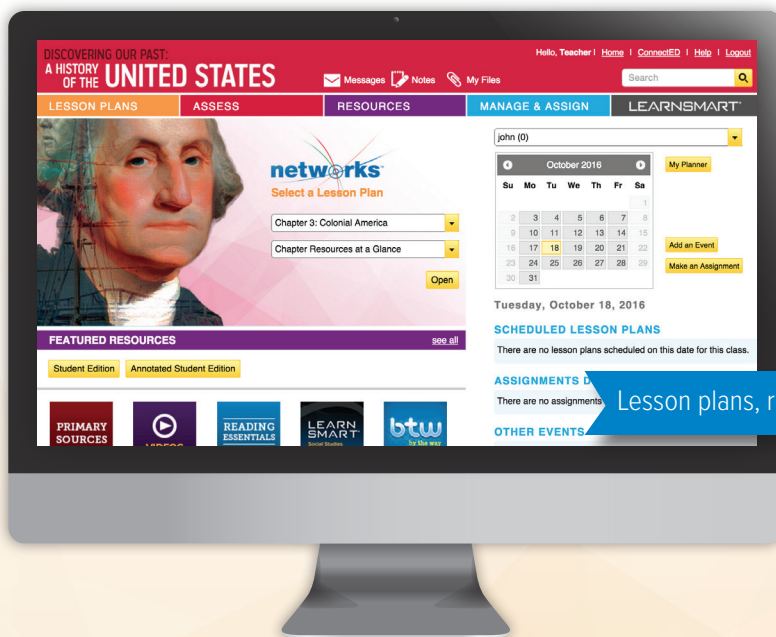 DISCOVERING OUR PAST:
A HISTORY OF THE UNITED STATES
Hello, Teacher | Home | ConnectED | Help | Logout
Messages Notes My Files
Search
LESSON PLANS ASSESS RESOURCES MANAGE & ASSIGN LEARNSMART®
networks™
Select a Lesson Plan
Chapter 3: Colonial America
Chapter Resources at a Glance
Open
FEATURED RESOURCES see all
Student Edition Annotated Student Edition
PRIMARY
SOURCES
VIDEOS
READING
ESSENTIALS
LEARN
SMART®
Social Studies
btw
by the way
john (0)
October 2016
Su Mo Tu We Th Fr Sa
1
2 3 4 5 6 7 8
9 10 11 12 13 14 15
16 17 18 19 20 21 22
23 24 25 26 27 28 29
30 31
My Planner
Add an Event
Make an Assignment
Tuesday, October 18, 2016
SCHEDULED LESSON PLANS
There are no lesson plans scheduled on this date for this class.
ASSIGNMENTS D
There are no assignments
OTHER EVENTS
Lesson plans, r